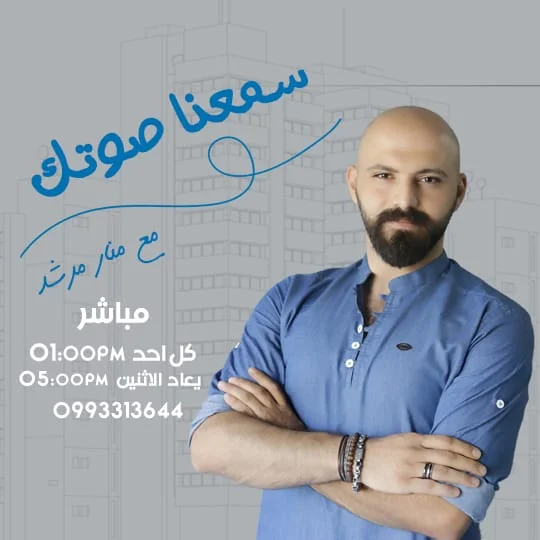 سمعنا صوتك
مع منار مرشد
مباشر
كل احد 01:00PM
يعاد الاثنين 05:00PM
0993313644